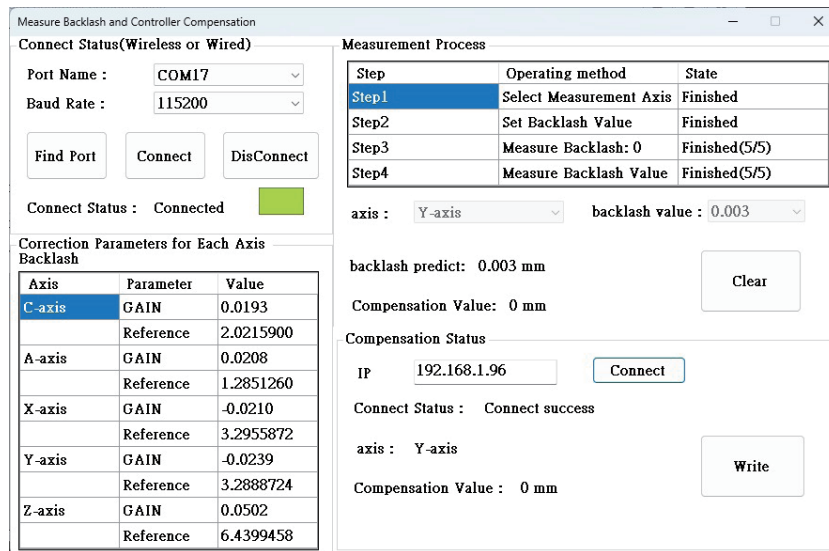 Measure Backlash and Controller Compensation
Connect Status(Wireless or Wired)
Port Name : COM17
Baud Rate : 115200
Find Port Connect DisConnect
Connect Status : Connected
Correction Parameters for Each Axis
Backlash
Axis Parameter Value
C-axis GAIN 0.0193
Reference 2.0215900
A-axis GAIN 0.0208
Reference 1.2851260
X-axis GAIN -0.0210
Reference 3.2955872
Y-axis GAIN -0.0239
Reference 3.2888724
Z-axis GAIN 0.0502
Reference 6.4399458
Measurement Process
Step Operating method State
Step1 Select Measurement Axis Finished
Step2 Set Backlash Value Finished
Step3 Measure Backlash: 0 Finished(5/5)
Step4 Measure Backlash Value Finished(5/5)
axis : Y-axis backlash value : 0.003
backlash predict: 0.003 mm
Clear
Compensation Value: 0 mm
Compensation Status
IP 192.168.1.96 Connect
Connect Status : Connect success
axis : Y-axis
Write
Compensation Value : 0 mm